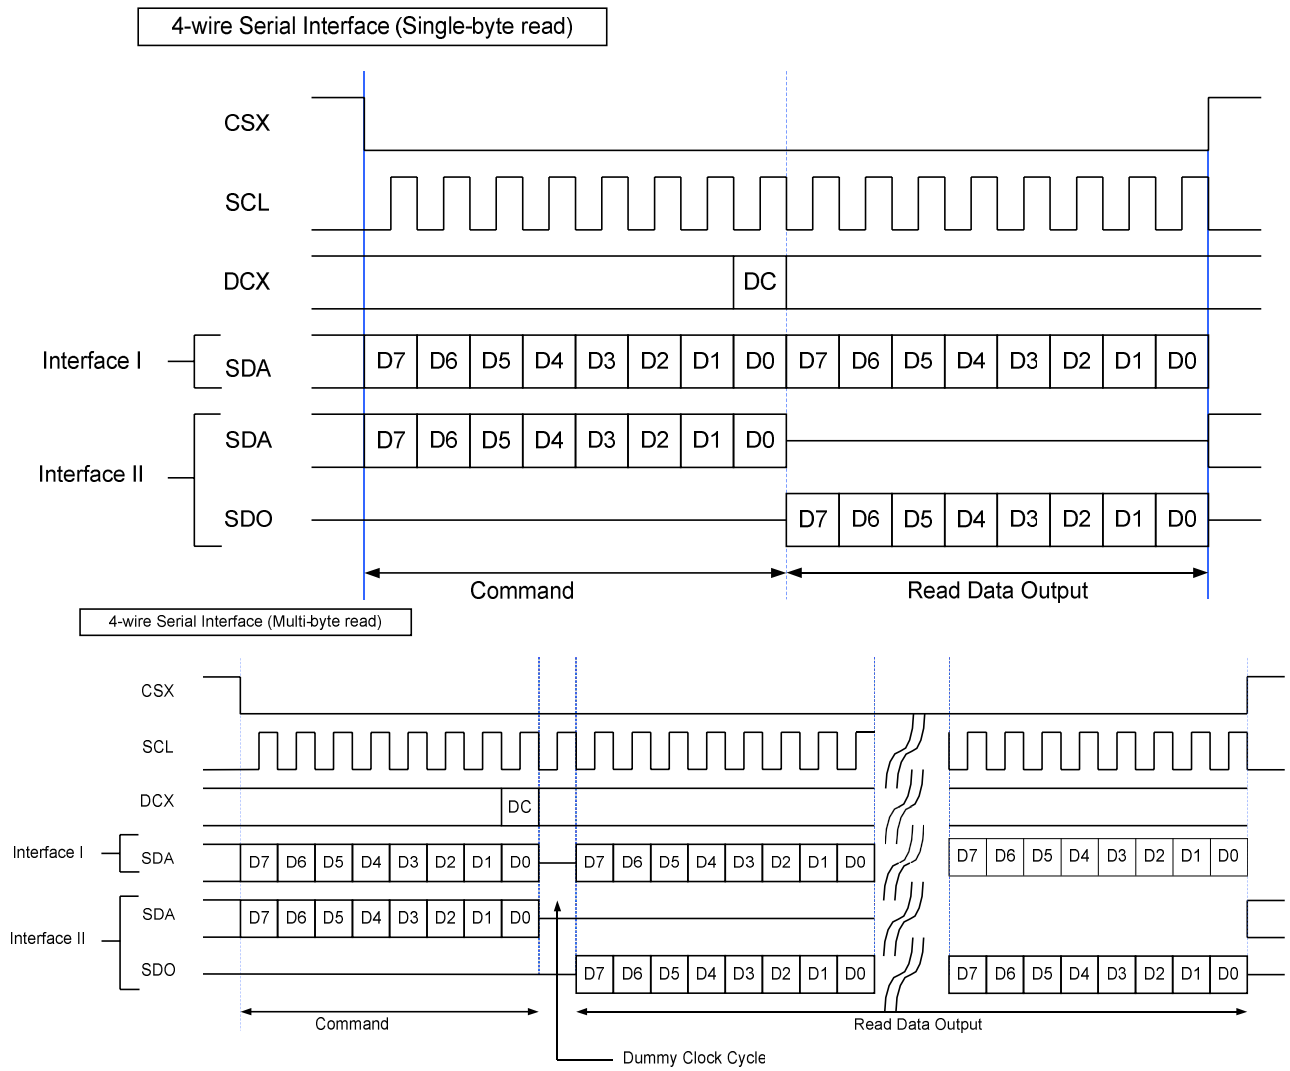 4-wire Serial Interface (Single-byte read)
CSX
SCL
DCX DC
Interface I
SDA D7 D6 D5 D4 D3 D2 D1 D0 D7 D6 D5 D4 D3 D2 D1 D0
SDA D7 D6 D5 D4 D3 D2 D1 D0
Interface II
SDO D7 D6 D5 D4 D3 D2 D1 D0
Command Read Data Output
4-wire Serial Interface (Multi-byte read)
CSX
SCL
DCX DC
Interface I
SDA D7 D6 D5 D4 D3 D2 D1 D0 D7 D6 D5 D4 D3 D2 D1 D0 D7 D6 D5 D4 D3 D2 D1 D0
SDA D7 D6 D5 D4 D3 D2 D1 D0
Interface II
SDO D7 D6 D5 D4 D3 D2 D1 D0 D7 D6 D5 D4 D3 D2 D1 D0
Command Read Data Output
Dummy Clock Cycle